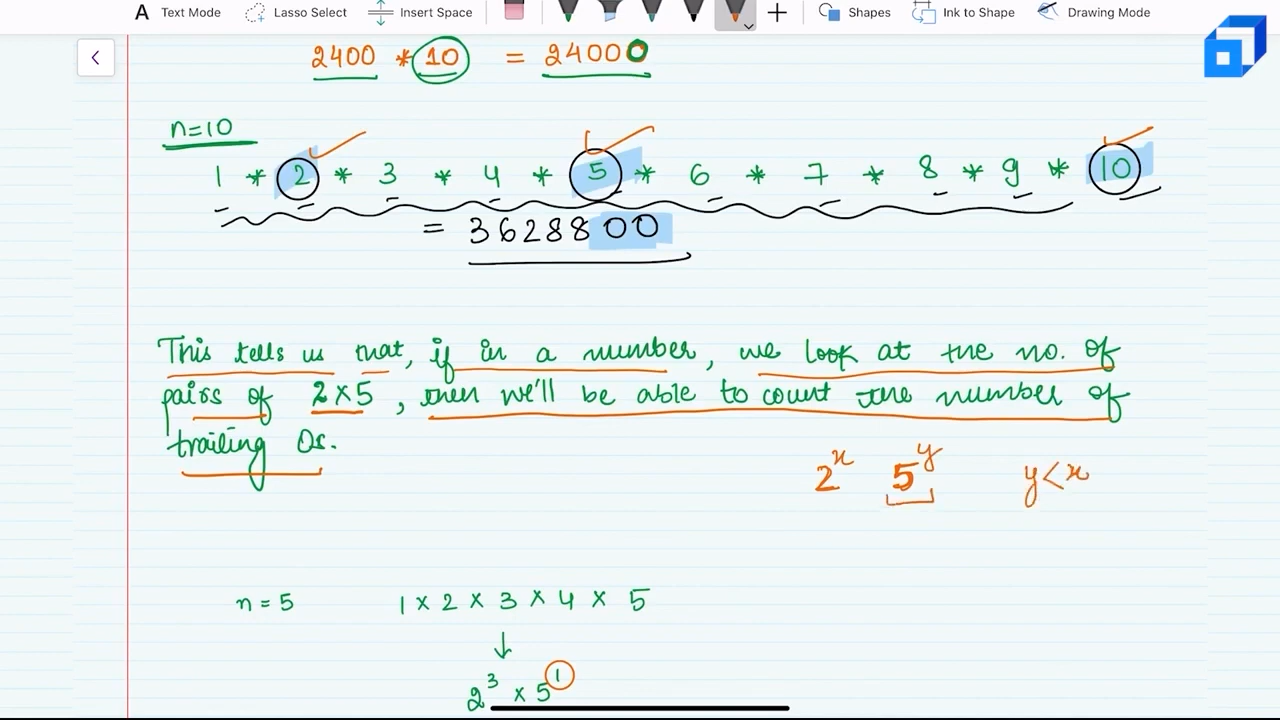 A Text Mode Lasso Select Insert Space Shapes Ink to Shape Drawing Mode
2400 * 10 = 24000
n=10
1 * 2 * 3 * 4 * 5 * 6 * 7 * 8 * 9 * 10
= 3628800
This tells us that, if in a number, we look at the no. of
pairs of 2×5, then we'll be able to count the number of
trailing 0s.
2^x 5^y y<x
n = 5 1 × 2 × 3 × 4 × 5
↓
2^3 × 5^1